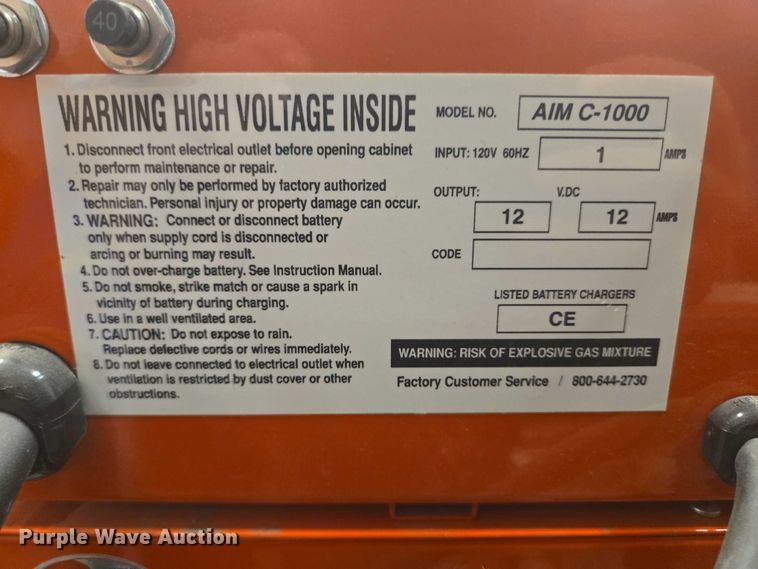 40
WARNING HIGH VOLTAGE INSIDE
1. Disconnect front electrical outlet before opening cabinet
to perform maintenance or repair.
2. Repair may only be performed by factory authorized
technician. Personal injury or property damage can occur.
3. WARNING: Connect or disconnect battery
only when supply cord is disconnected or
arcing or burning may result.
4. Do not over-charge battery. See Instruction Manual.
5. Do not smoke, strike match or cause a spark in
vicinity of battery during charging.
6. Use in a well ventilated area.
7. CAUTION: Do not expose to rain.
Replace defective cords or wires immediately.
8. Do not leave connected to electrical outlet when
ventilation is restricted by dust cover or other
obstructions.
MODEL NO. AIM C-1000
INPUT: 120V 60HZ 1 AMPS
OUTPUT: V.DC
12 12 AMPS
CODE
LISTED BATTERY CHARGERS
CE
WARNING: RISK OF EXPLOSIVE GAS MIXTURE
Factory Customer Service / 800-644-2730
Purple Wave Auction